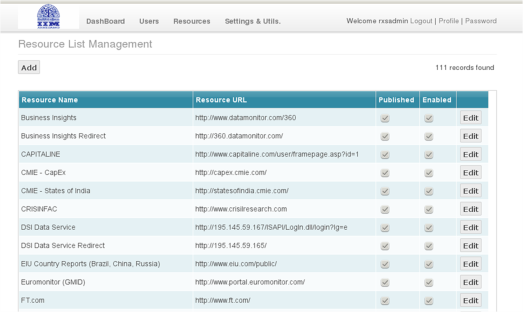 IIM
DashBoard Users Resources Settings & Utils. Welcome rxsadmin Logout | Profile | Password
Resource List Management
Add 111 records found
Resource Name Resource URL Published Enabled
Business Insights http://www.datamonitor.com/360 Edit
Business Insights Redirect http://360.datamonitor.com/ Edit
CAPITALINE http://www.capitaline.com/user/framepage.asp?id=1 Edit
CMIE - CapEx http://capex.cmie.com/ Edit
CMIE - States of India http://statesofindia.cmie.com/ Edit
CRISINFAC http://www.crisilresearch.com Edit
DSI Data Service http://195.145.59.167/ISAPI/LogIn.dll/login?lg=e Edit
DSI Data Service Redirect http://195.145.59.165/ Edit
EIU Country Reports (Brazil, China, Russia) http://www.eiu.com/public/ Edit
Euromonitor (GMID) http://www.portal.euromonitor.com/ Edit
FT.com http://www.ft.com/ Edit